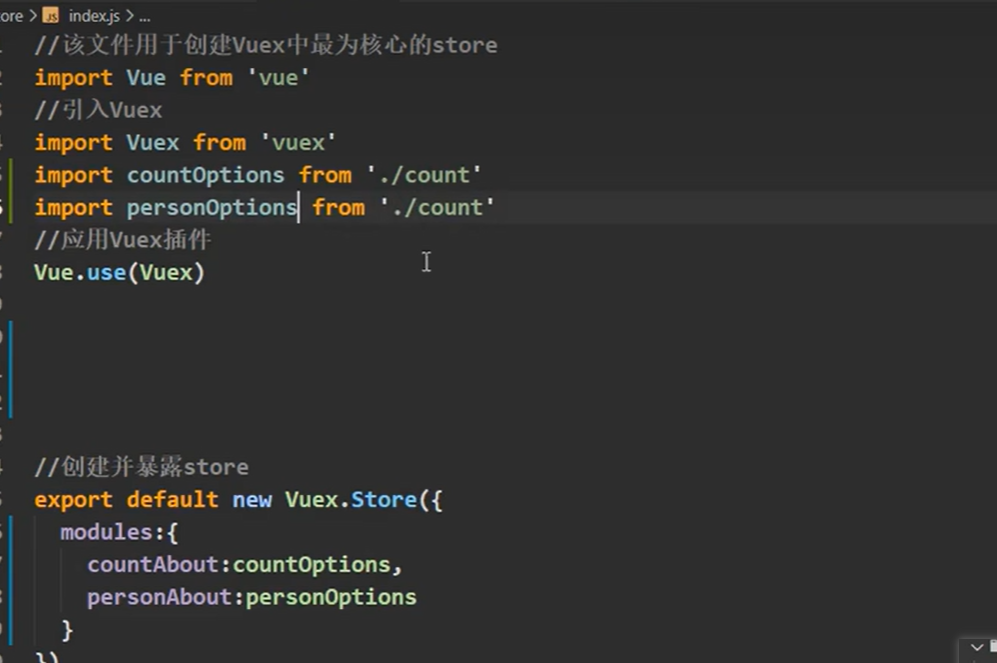 ore > JS index.js > ...
//该文件用于创建Vuex中最为核心的store
import Vue from 'vue'
//引入Vuex
import Vuex from 'vuex'
import countOptions from './count'
import personOptions from './count'
//应用Vuex插件
Vue.use(Vuex)
//创建并暴露store
export default new Vuex.Store({
modules:{
countAbout:countOptions,
personAbout:personOptions
}
})